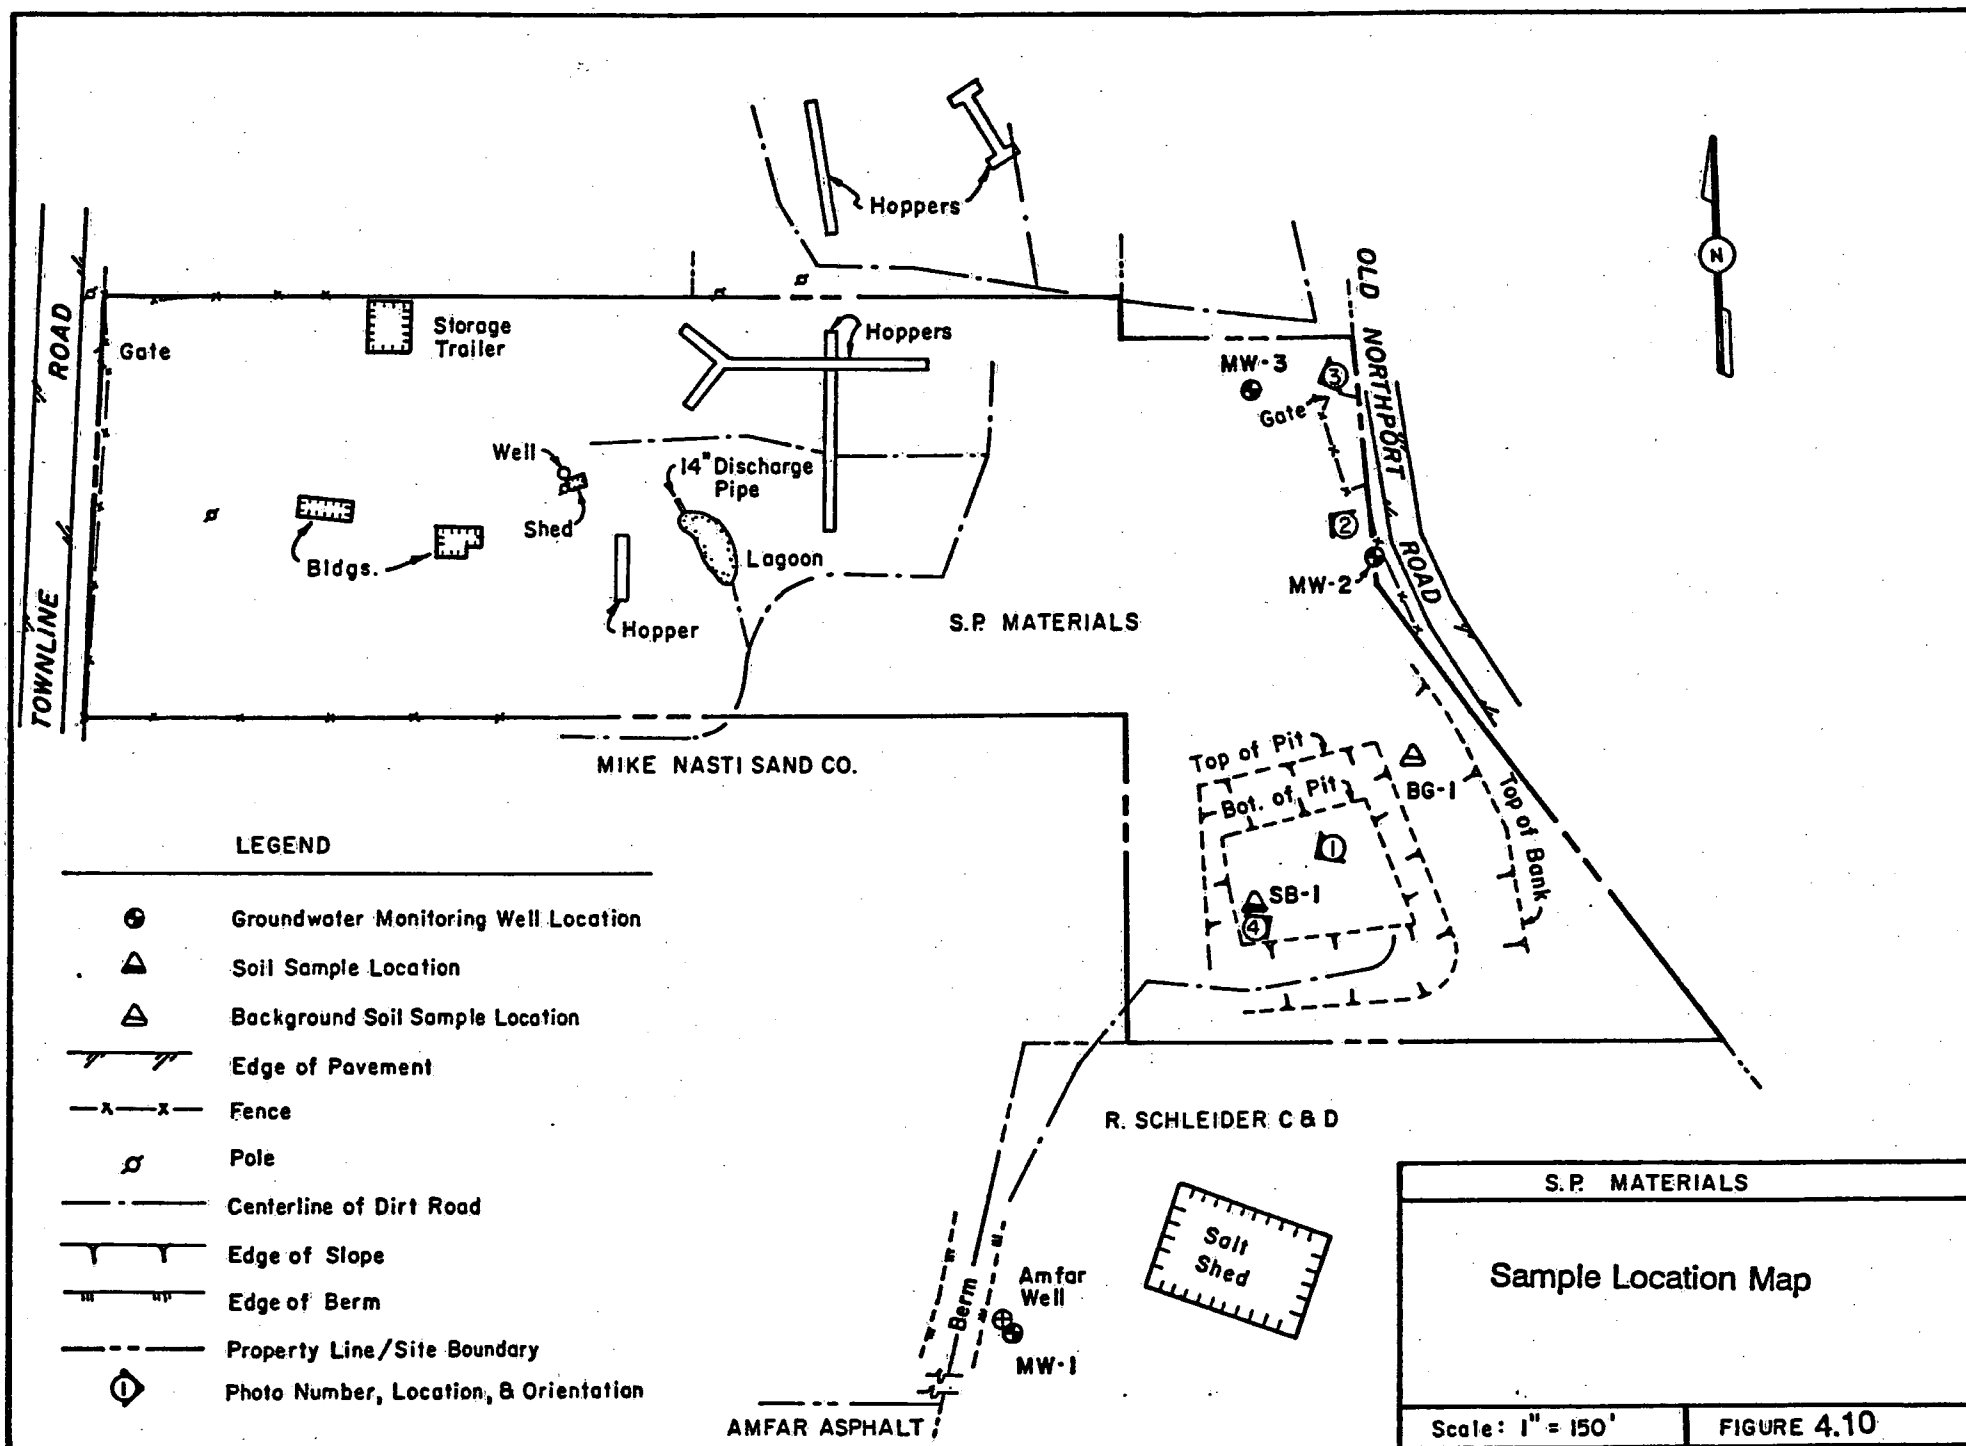 Hoppers
N
OLD NORTHPORT ROAD
TOWNLINE ROAD
Gate
Storage
Trailer
Hoppers
MW-3
3
Gate
Well
14" Discharge
Pipe
Shed
2
Bldgs.
Lagoon
MW-2
Hopper
S.P. MATERIALS
MIKE NASTI SAND CO.
Top of Pit
Bot. of Pit
BG-1
Top of Bank
1
SB-1
4
LEGEND
Groundwater Monitoring Well Location
Soil Sample Location
Background Soil Sample Location
Edge of Pavement
Fence
Pole
Centerline of Dirt Road
Edge of Slope
Edge of Berm
Property Line/Site Boundary
1
Photo Number, Location, & Orientation
R. SCHLEIDER C & D
Salt
Shed
Berm
Amfar
Well
MW-1
AMFAR ASPHALT
S.P. MATERIALS
Sample Location Map
Scale: 1" = 150'
FIGURE 4.10